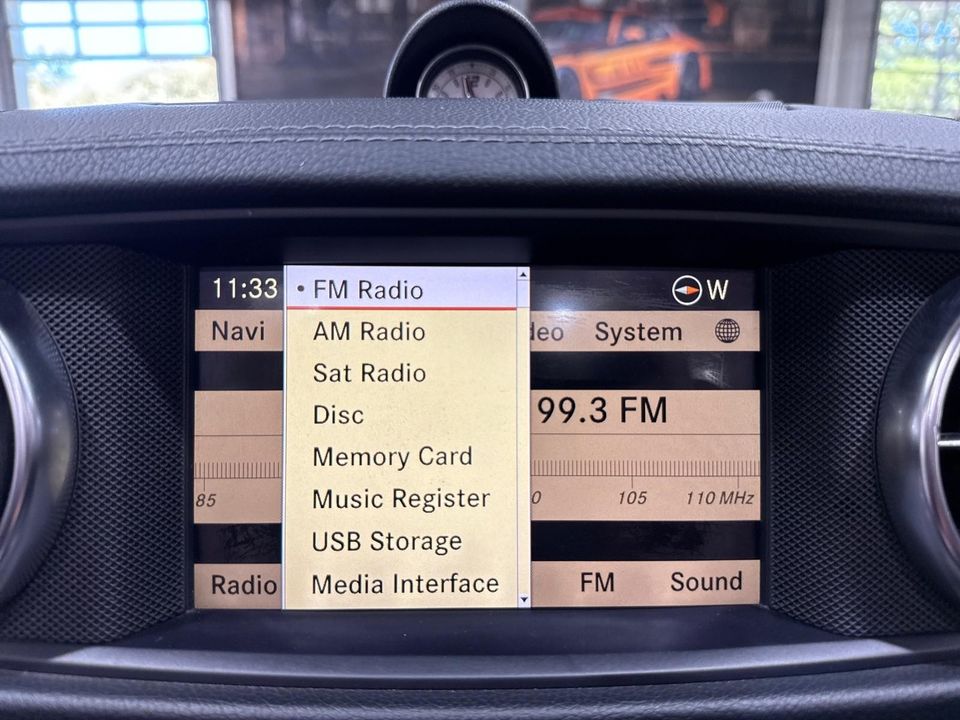 11:33
• FM Radio
W
Navi
AM Radio
deo
System
Sat Radio
Disc
99.3 FM
Memory Card
85
Music Register
0
105
110 MHz
USB Storage
Radio
Media Interface
FM
Sound